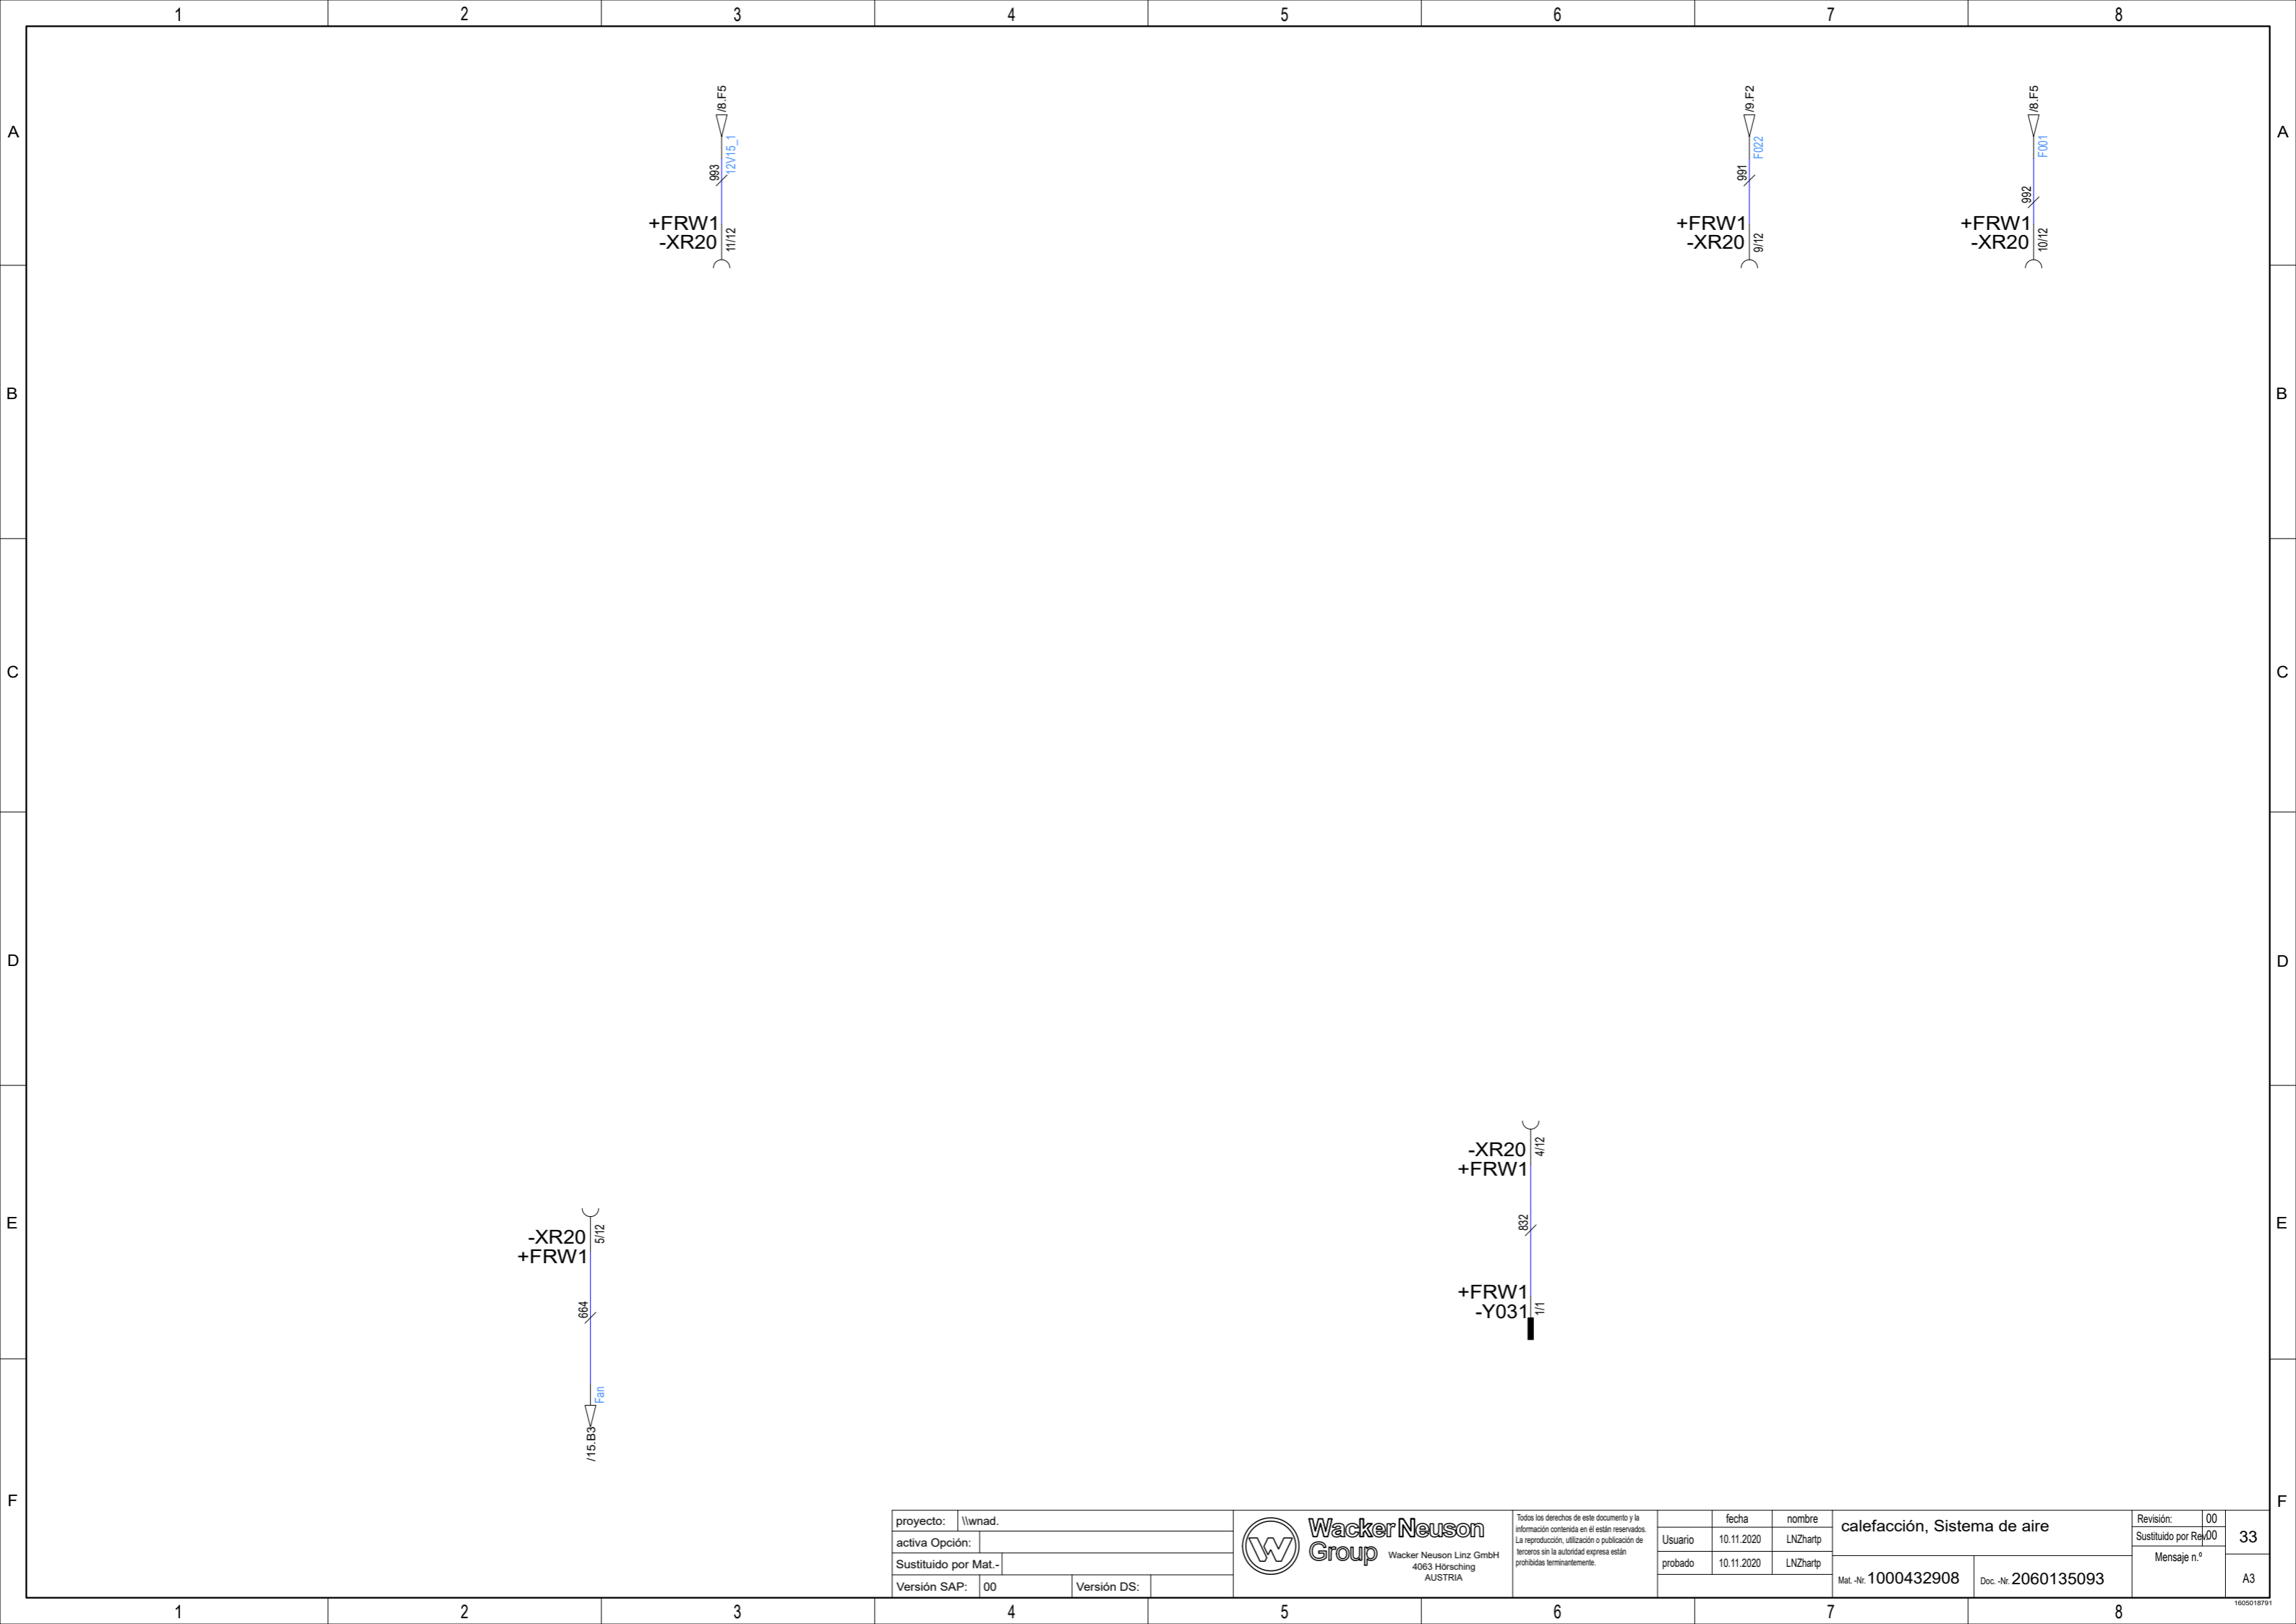 1 2 3 4 5 6 7 8
A A
/8.F5
12V15_1
993
+FRW1
-XR20
11/12
/9.F2
F022
991
+FRW1
-XR20
9/12
/8.F5
F001
992
+FRW1
-XR20
10/12
B B
C C
D D
E E
-XR20
+FRW1
5/12
664
Fan
/15.B3
-XR20
+FRW1
4/12
832
+FRW1
-Y031
1/1
F F
proyecto: \\wnad.
activa Opción:
Sustituido por Mat.-
Versión SAP: 00 Versión DS:
Wacker Neuson
Group
Wacker Neuson Linz GmbH
4063 Hörsching
AUSTRIA
Todos los derechos de este documento y la
información contenida en él están reservados.
La reproducción, utilización o publicación de
terceros sin la autoridad expresa están
prohibidas terminantemente.
fecha nombre
Usuario 10.11.2020 LNZhartp
probado 10.11.2020 LNZhartp
calefacción, Sistema de aire
Mat. -Nr. 1000432908 Doc. -Nr. 2060135093
Revisión: 00
Sustituido por Rev. 00
Mensaje n.º
33
A3
1605018791
1 2 3 4 5 6 7 8